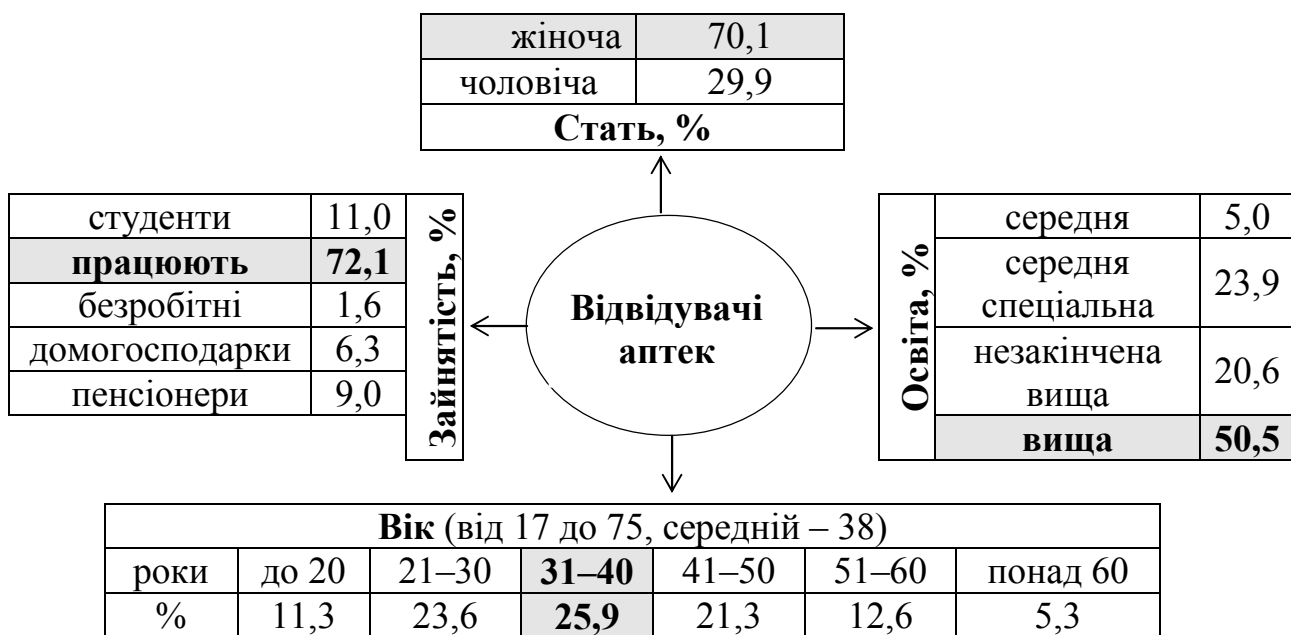 жіноча 70,1
чоловіча 29,9
Стать, %
студенти 11,0
працюють 72,1
безробітні 1,6
домогосподарки 6,3
пенсіонери 9,0
Зайнятість, %
Відвідувачі
аптек
Освіта, %
середня 5,0
середня
спеціальна 23,9
незакінчена
вища 20,6
вища 50,5
Вік (від 17 до 75, середній – 38)
роки до 20 21–30 31–40 41–50 51–60 понад 60
% 11,3 23,6 25,9 21,3 12,6 5,3